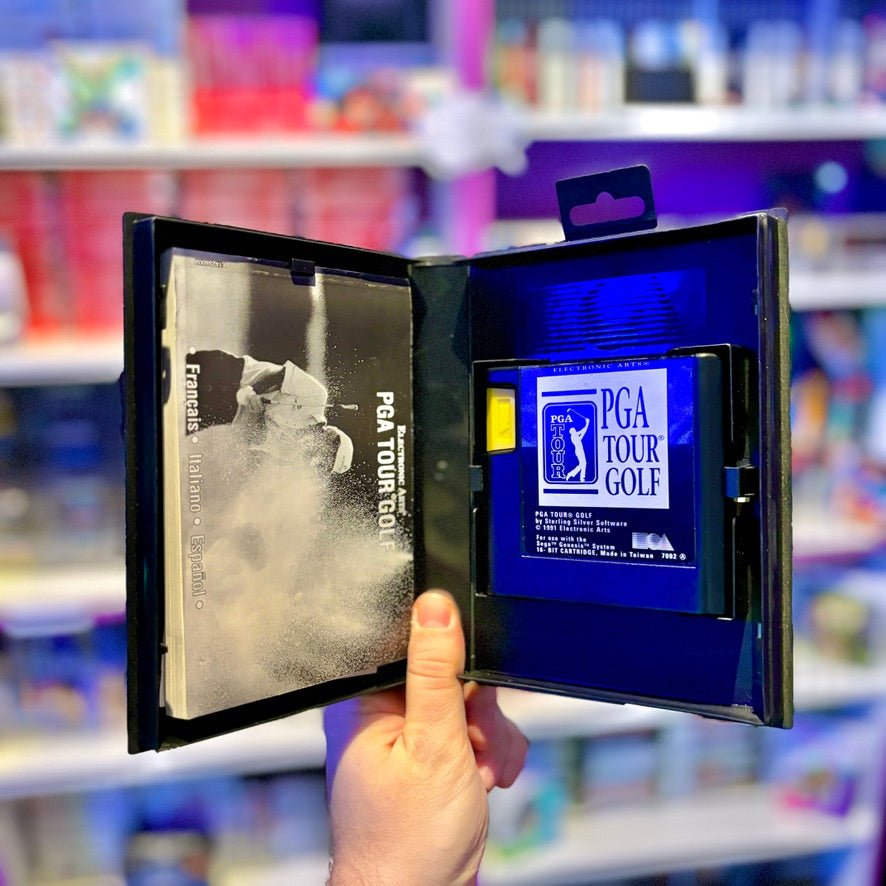 Français • Italiano • Español •
ELECTRONIC ARTS®
PGA TOUR GOLF
ELECTRONIC ARTS®
PGA
TOUR
PGA
TOUR®
GOLF
PGA TOUR® GOLF
by Sterling Silver Software
© 1991 Electronic Arts
For use with the
Sega™ Genesis™ System
16- BIT CARTRIDGE, Made in Taiwan 7002 Ⓐ